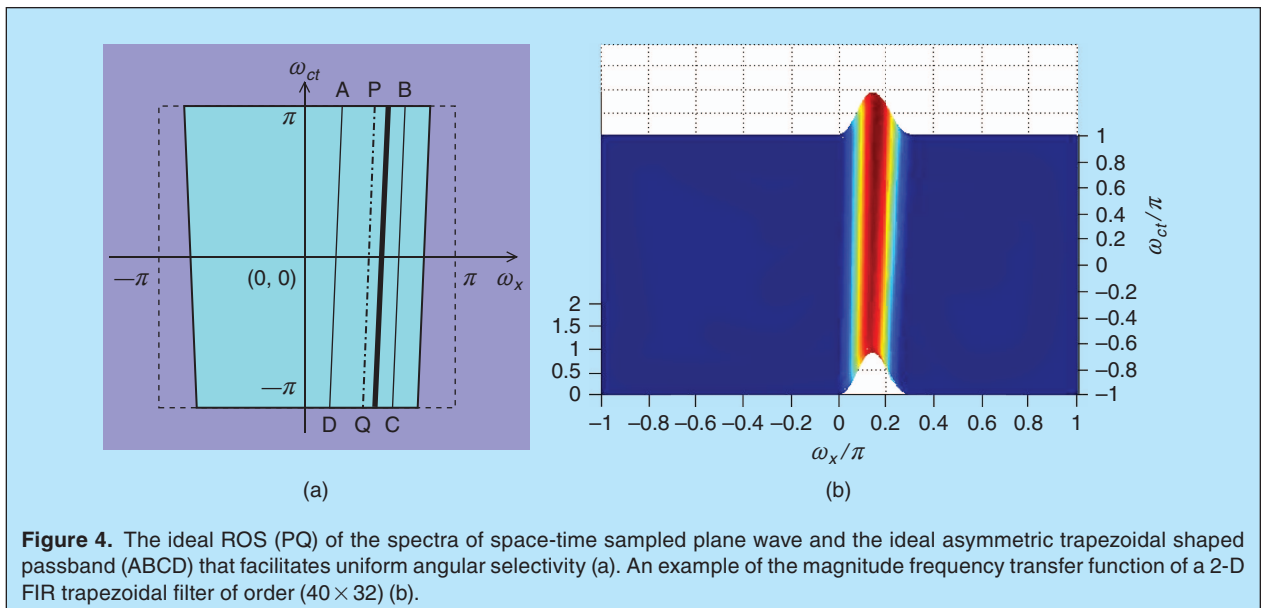 ω_ct
A P B
π
(0, 0)
—π
π ω_x
—π
D Q C
(a)
2
1.5
1
0.5
0
–1 –0.8 –0.6 –0.4 –0.2 0 0.2 0.4 0.6 0.8 1
ω_x/π
1
0.8
0.6
0.4
0.2
0
–0.2
–0.4
–0.6
–0.8
–1
ω_ct/π
(b)
Figure 4. The ideal ROS (PQ) of the spectra of space-time sampled plane wave and the ideal asymmetric trapezoidal shaped
passband (ABCD) that facilitates uniform angular selectivity (a). An example of the magnitude frequency transfer function of a 2-D
FIR trapezoidal filter of order (40 × 32) (b).